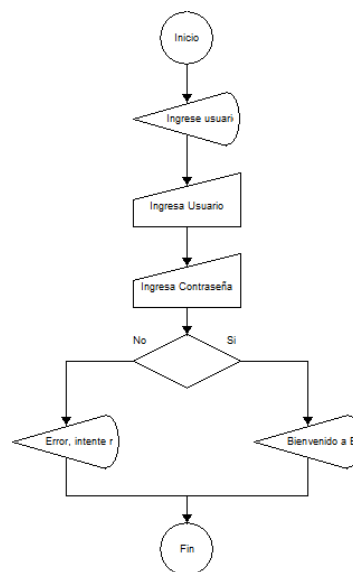 Inicio
Ingrese usuari
Ingresa Usuario
Ingresa Contraseña
No
Si
Error, intente
Bienvenido a
Fin